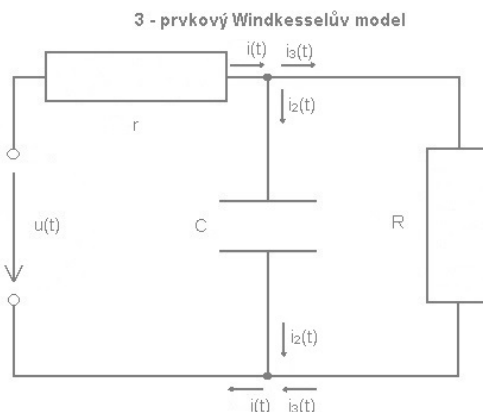 3 - prvkový Windkesselův model
i(t) i₃(t)
r
i₂(t)
u(t)
C
R
i₂(t)
i(t) i₃(t)